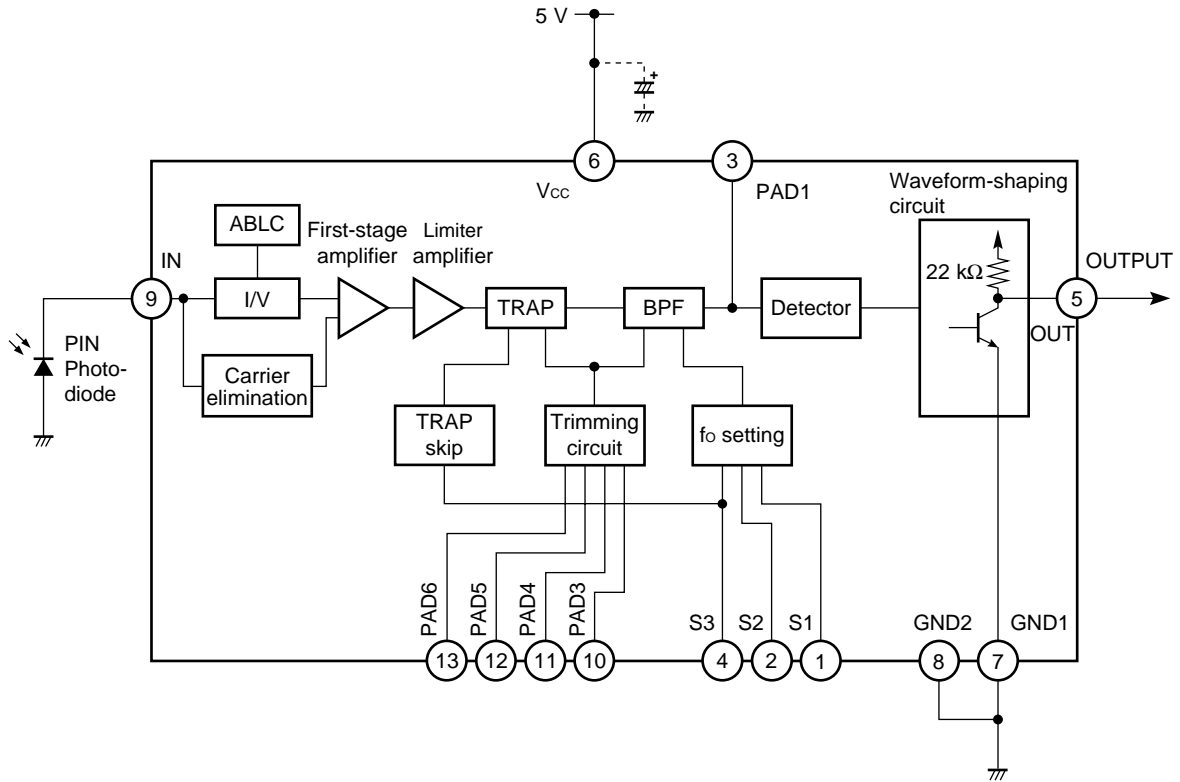 5 V
+
6
3
VCC
PAD1
Waveform-shaping
circuit
ABLC
First-stage
amplifier
Limiter
amplifier
IN
22 kΩ
OUTPUT
9
I/V
TRAP
BPF
Detector
5
OUT
PIN
Photo-
diode
Carrier
elimination
TRAP
skip
Trimming
circuit
fO setting
PAD6
PAD5
PAD4
PAD3
S3
S2
S1
GND2
GND1
13
12
11
10
4
2
1
8
7